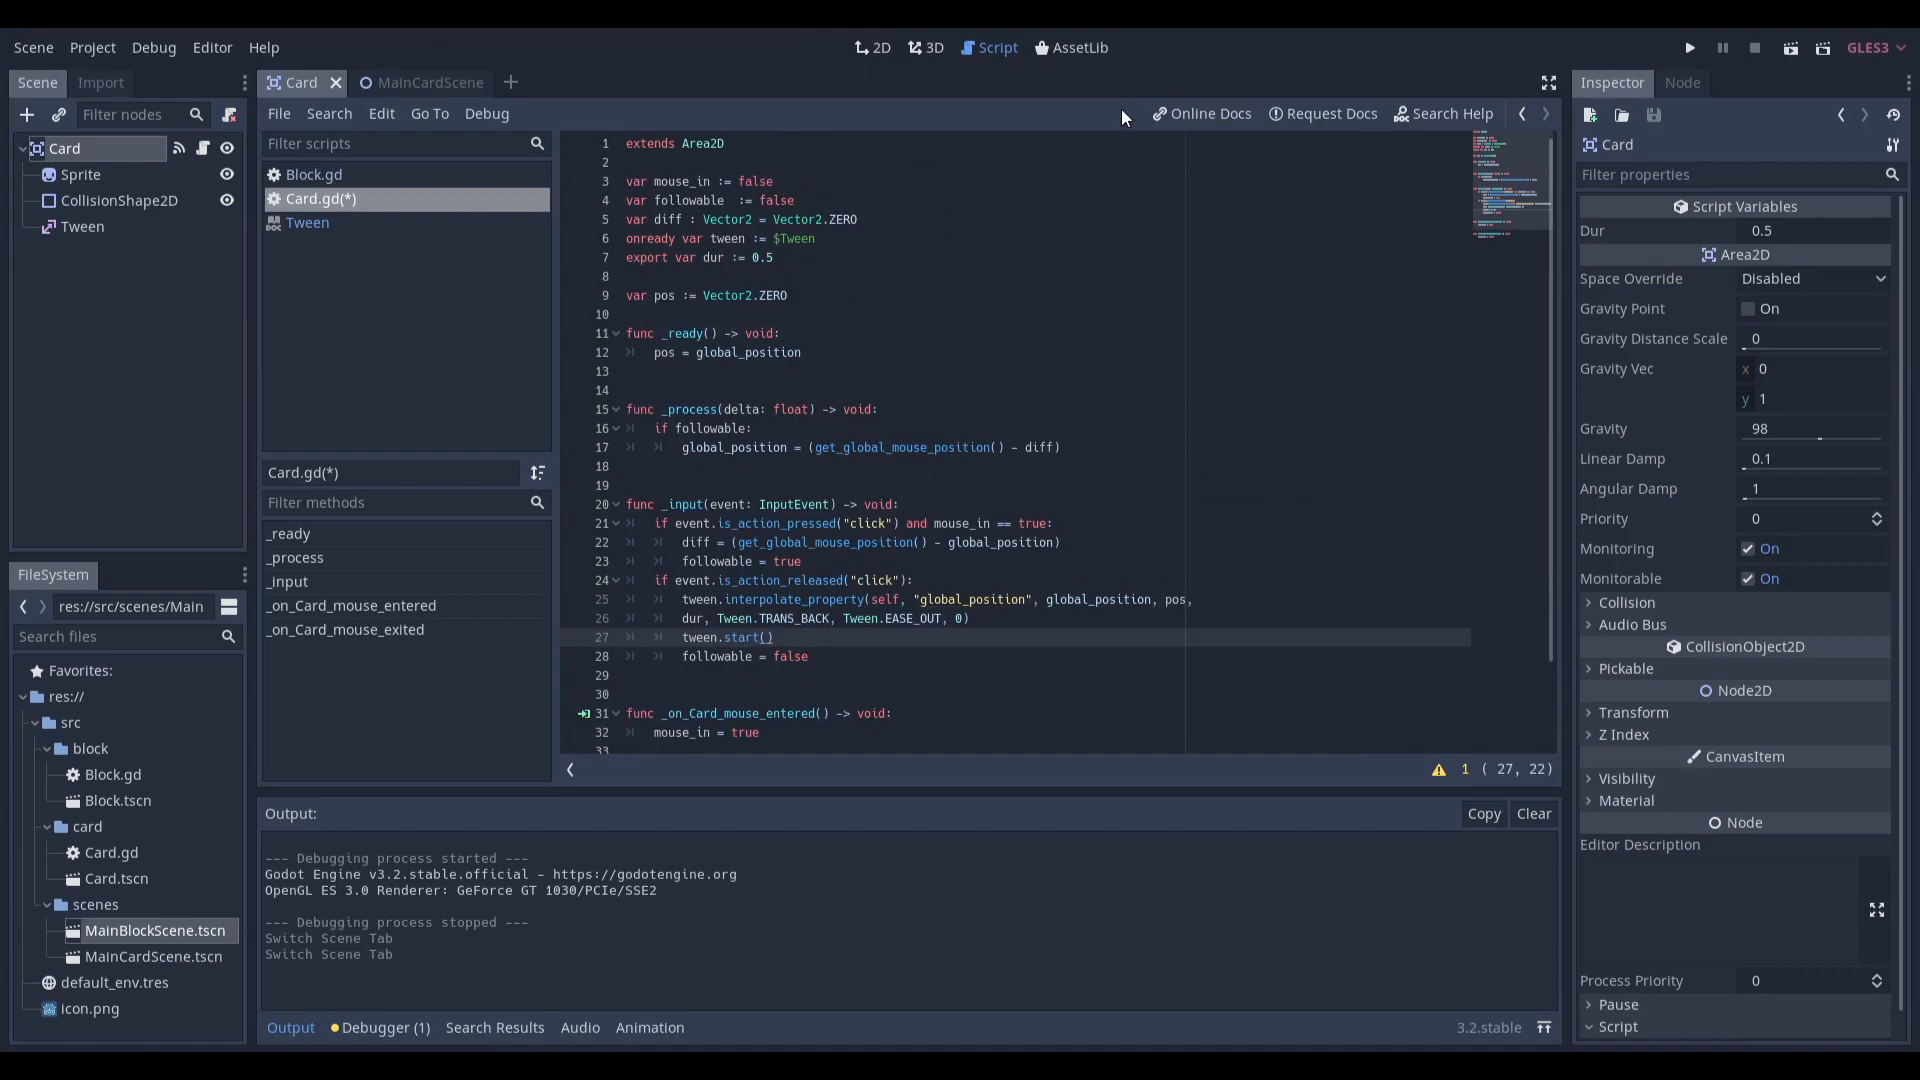 Scene Project Debug Editor Help 2D 3D Script AssetLib GLES3
Scene Import
Filter nodes
Card
Sprite
CollisionShape2D
Tween
FileSystem
res://src/scenes/Main
Search files
Favorites:
res://
src
block
Block.gd
Block.tscn
card
Card.gd
Card.tscn
scenes
MainBlockScene.tscn
MainCardScene.tscn
default_env.tres
icon.png
Card MainCardScene
File Search Edit Go To Debug Online Docs Request Docs Search Help
Filter scripts
Block.gd
Card.gd(*)
Tween
Card.gd(*)
Filter methods
_ready
_process
_input
_on_Card_mouse_entered
_on_Card_mouse_exited
1 extends Area2D
2
3 var mouse_in := false
4 var followable  := false
5 var diff : Vector2 = Vector2.ZERO
6 onready var tween := $Tween
7 export var dur := 0.5
8
9 var pos := Vector2.ZERO
10
11 func _ready() -> void:
12 pos = global_position
13
14
15 func _process(delta: float) -> void:
16 if followable:
17 global_position = (get_global_mouse_position() - diff)
18
19
20 func _input(event: InputEvent) -> void:
21 if event.is_action_pressed("click") and mouse_in == true:
22 diff = (get_global_mouse_position() - global_position)
23 followable = true
24 if event.is_action_released("click"):
25 tween.interpolate_property(self, "global_position", global_position, pos,
26 dur, Tween.TRANS_BACK, Tween.EASE_OUT, 0)
27 tween.start()
28 followable = false
29
30
31 func _on_Card_mouse_entered() -> void:
32 mouse_in = true
33
1 ( 27, 22)
Output: Copy Clear
--- Debugging process started ---
Godot Engine v3.2.stable.official - https://godotengine.org
OpenGL ES 3.0 Renderer: GeForce GT 1030/PCIe/SSE2
--- Debugging process stopped ---
Switch Scene Tab
Switch Scene Tab
Output Debugger (1) Search Results Audio Animation 3.2.stable
Inspector Node
Card
Filter properties
Script Variables
Dur 0.5
Area2D
Space Override Disabled
Gravity Point On
Gravity Distance Scale 0
Gravity Vec x 0
y 1
Gravity 98
Linear Damp 0.1
Angular Damp 1
Priority 0
Monitoring On
Monitorable On
Collision
Audio Bus
CollisionObject2D
Pickable
Node2D
Transform
Z Index
CanvasItem
Visibility
Material
Node
Editor Description
Process Priority 0
Pause
Script